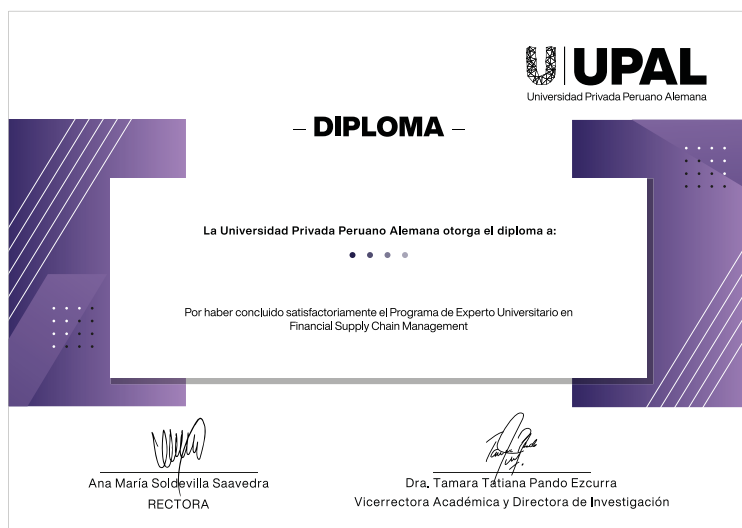 UPAL
Universidad Privada Peruano Alemana
– DIPLOMA –
La Universidad Privada Peruano Alemana otorga el diploma a:
Por haber concluido satisfactoriamente el Programa de Experto Universitario en
Financial Supply Chain Management
Ana María Soldevilla Saavedra
RECTORA
Dra. Tamara Tatiana Pando Ezcurra
Vicerrectora Académica y Directora de Investigación